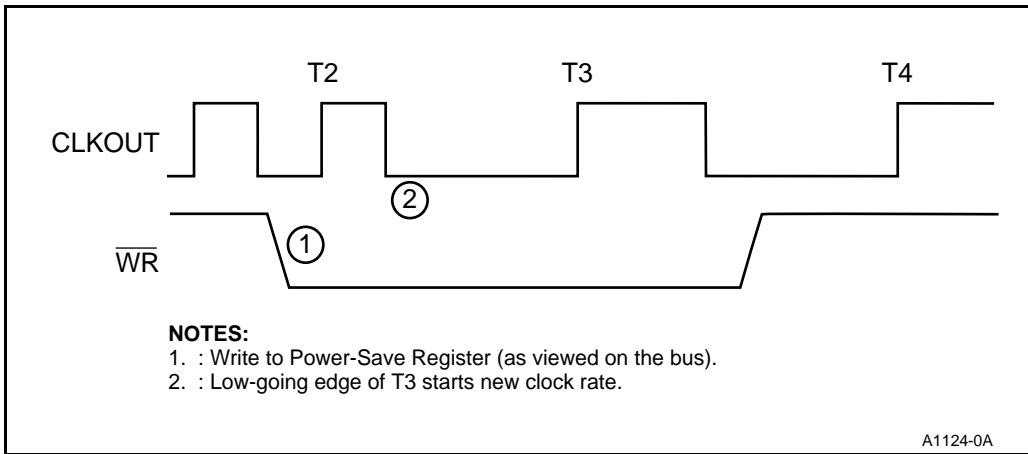 T2 T3 T4
CLKOUT
2
1
WR
NOTES:
1. : Write to Power-Save Register (as viewed on the bus).
2. : Low-going edge of T3 starts new clock rate.
A1124-0A